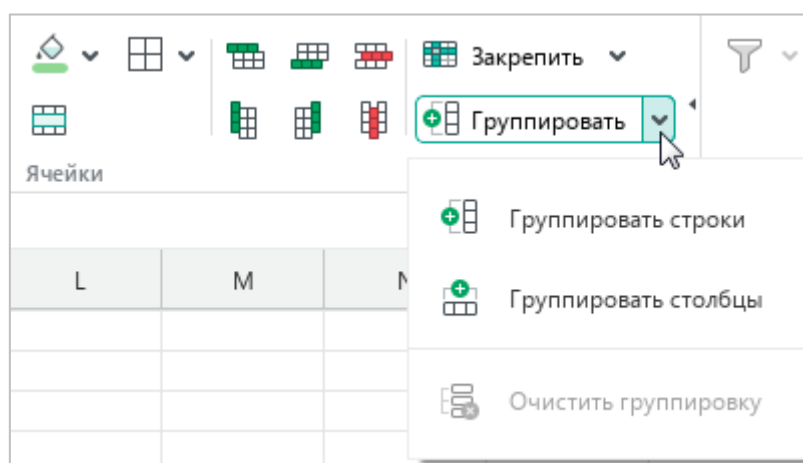 Закрепить
Группировать
Ячейки
Группировать строки
L M
Группировать столбцы
Очистить группировку